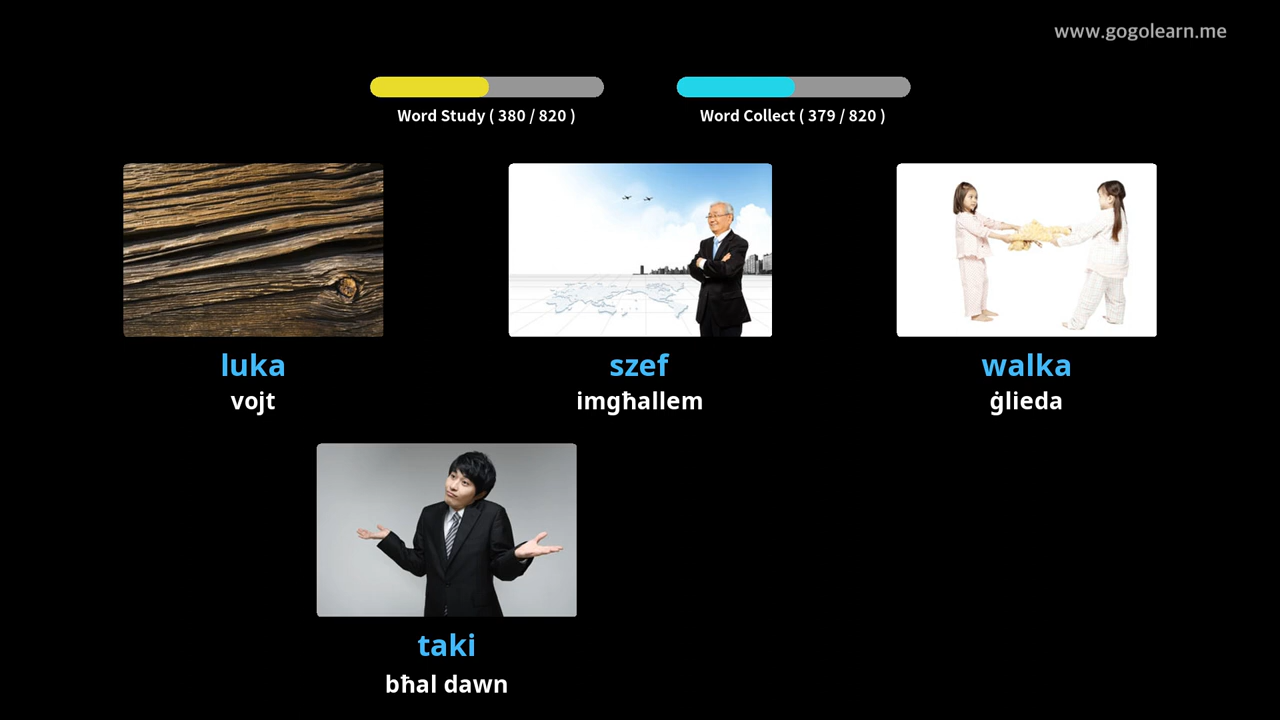 www.gogolearn.me
Word Study ( 380 / 820 )
Word Collect ( 379 / 820 )
luka
vojt
szef
imgħallem
walka
ġlieda
taki
bħal dawn